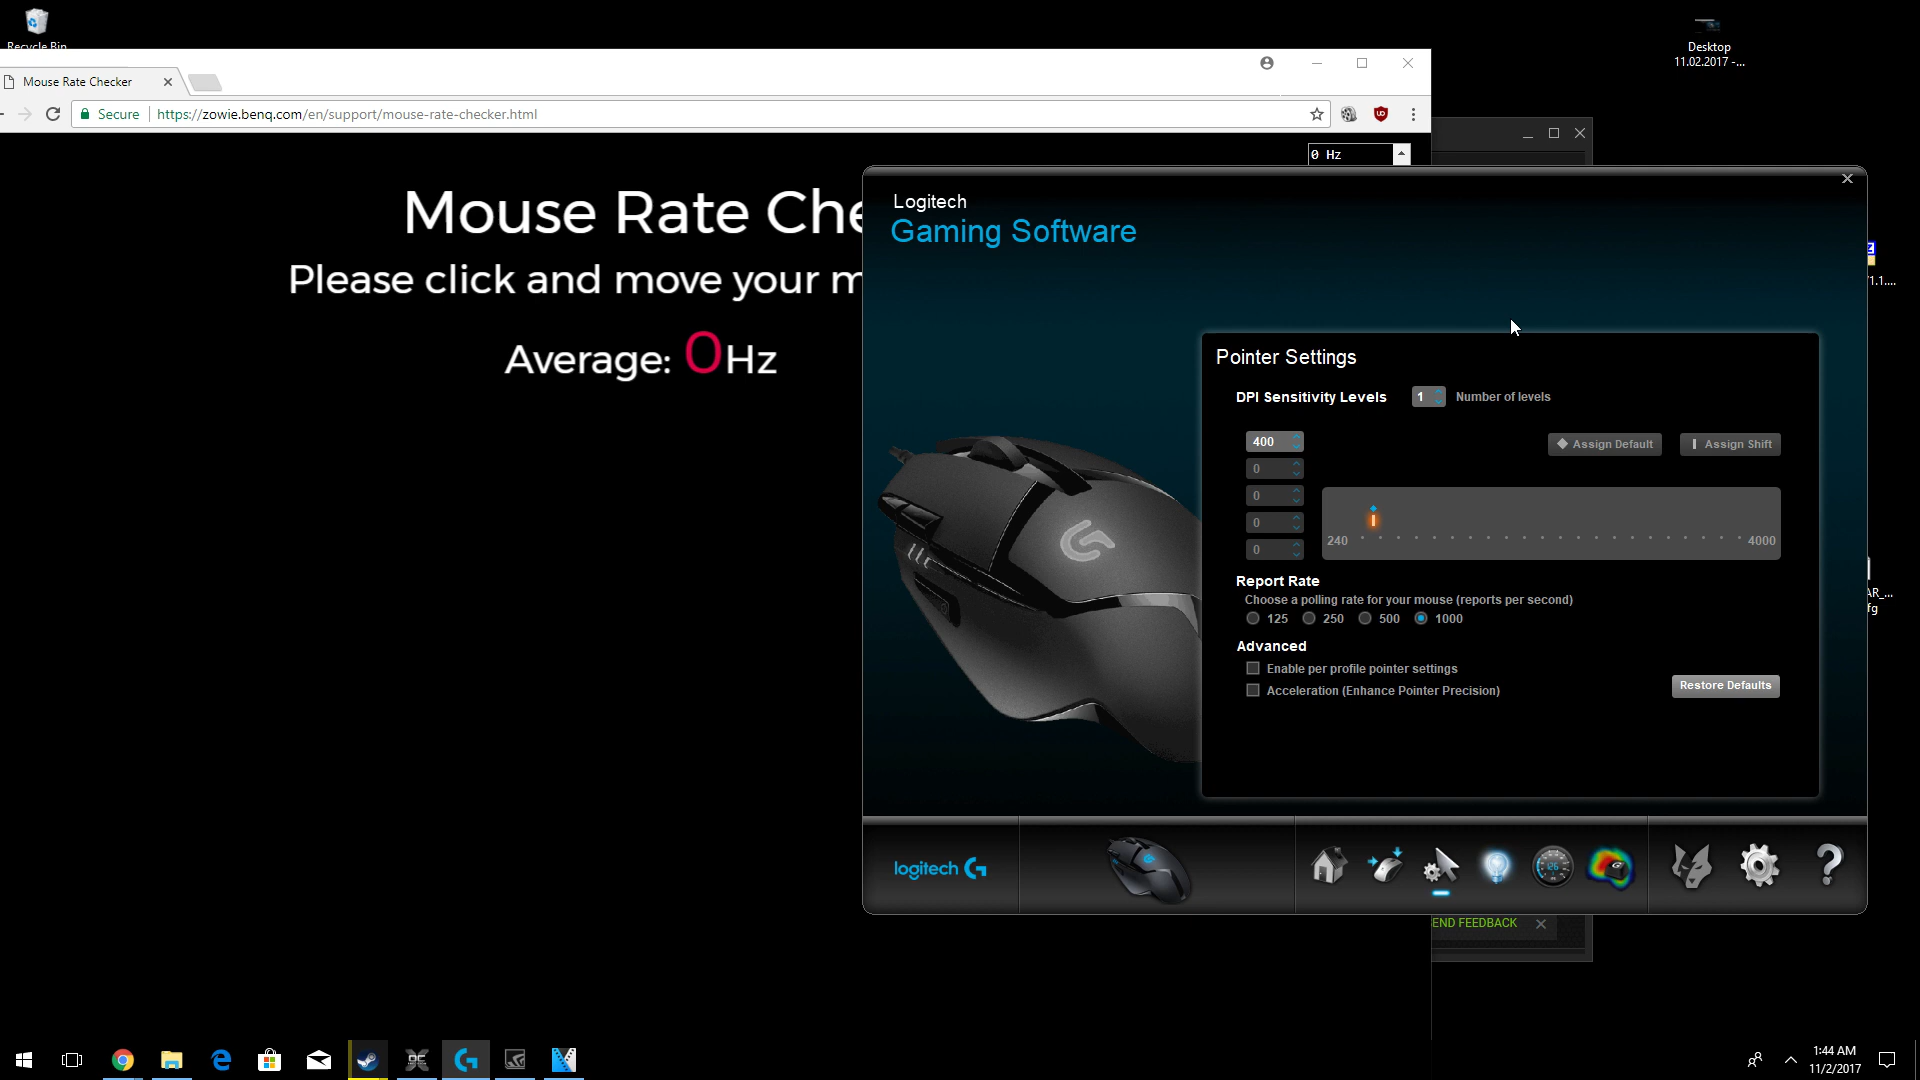 Recycle Bin
Desktop
11.02.2017 -...
Mouse Rate Checker
Secure
https://zowie.benq.com/en/support/mouse-rate-checker.html
0 Hz
Mouse Rate Che
Please click and move your m
Average: 0Hz
Logitech
Gaming Software
Pointer Settings
DPI Sensitivity Levels
1
Number of levels
400
0
0
0
0
Assign Default
Assign Shift
240
4000
Report Rate
Choose a polling rate for your mouse (reports per second)
125
250
500
1000
Advanced
Enable per profile pointer settings
Acceleration (Enhance Pointer Precision)
Restore Defaults
logitech G
1.1....
AR_...
fg
END FEEDBACK
1:44 AM
11/2/2017